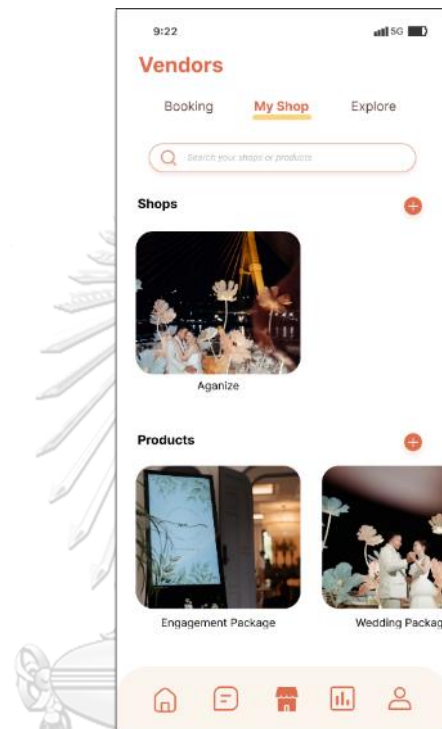 9:22
5G
Vendors
Booking My Shop Explore
Search your shops or products
Shops
Aganize
Products
Engagement Package Wedding Packag